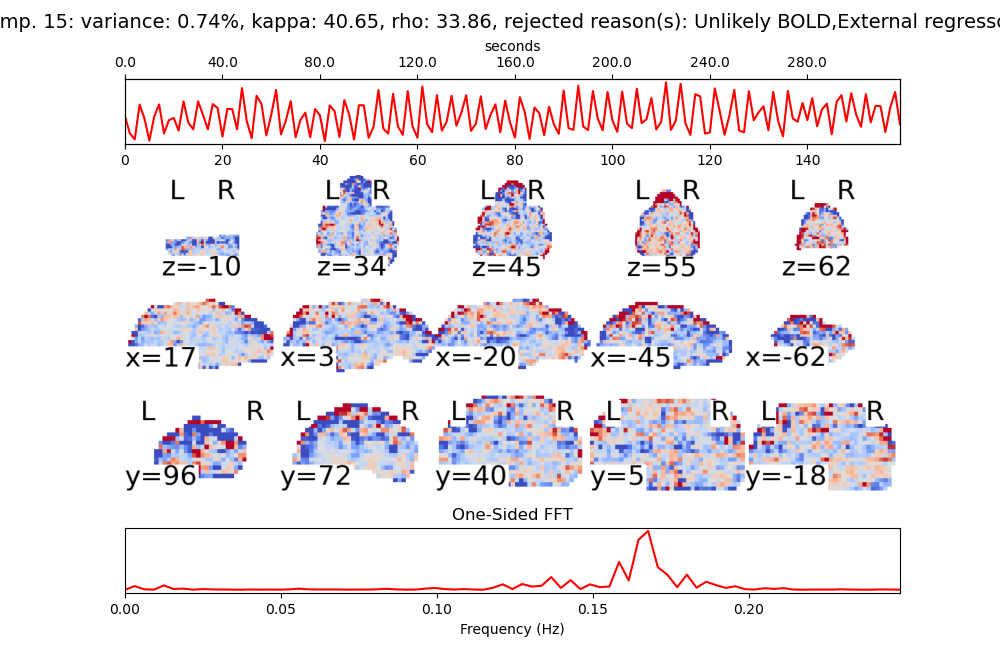 mp. 15: variance: 0.74%, kappa: 40.65, rho: 33.86, rejected reason(s): Unlikely BOLD,External regresso
seconds
0.0 40.0 80.0 120.0 160.0 200.0 240.0 280.0
0 20 40 60 80 100 120 140
L R L R L R L R L R
z=-10 z=34 z=45 z=55 z=62
x=17 x=3 x=-20 x=-45 x=-62
L R L R L R L R L R
y=96 y=72 y=40 y=5 y=-18
One-Sided FFT
0.00 0.05 0.10 0.15 0.20
Frequency (Hz)